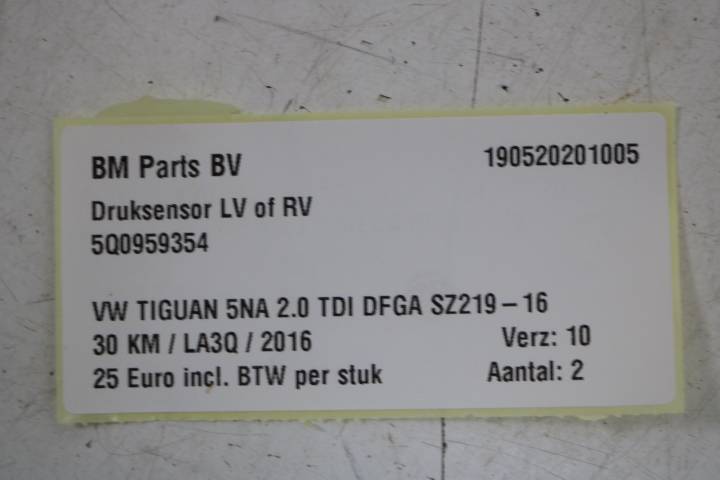 BM Parts BV 190520201005
Druksensor LV of RV
5Q0959354
VW TIGUAN 5NA 2.0 TDI DFGA SZ219 – 16
30 KM / LA3Q / 2016 Verz: 10
25 Euro incl. BTW per stuk Aantal: 2